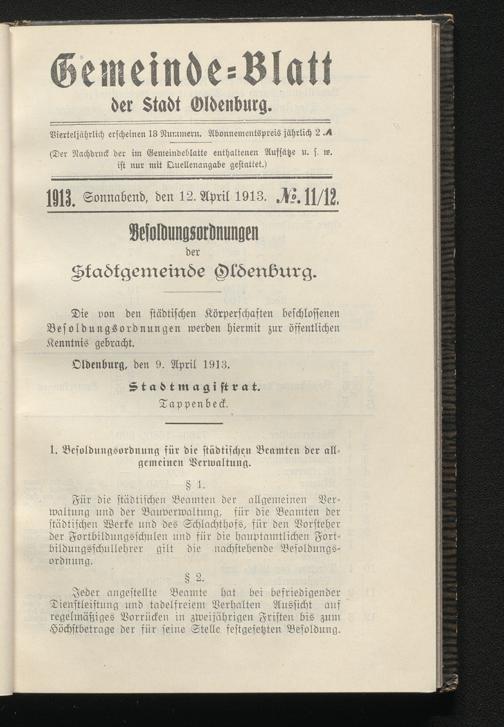 Gemeinde=Blatt
der Stadt Oldenburg.
Vierteljährlich erscheinen 13 Nummern. Abonnementspreis jährlich 2 ℳ
(Der Nachdruck der im Gemeindeblatte enthaltenen Aufsätze u. s. w.
ist nur mit Quellenangabe gestattet.)
1913. Sonnabend, den 12. April 1913. №. 11/12.
Besoldungsordnungen
der
Stadtgemeinde Oldenburg.
Die von den städtischen Körperschaften beschlossenen
Besoldungsordnungen werden hiermit zur öffentlichen
Kenntnis gebracht.
Oldenburg, den 9. April 1913.
Stadtmagistrat.
Tappenbeck.
1. Besoldungsordnung für die städtischen Beamten der all-
gemeinen Verwaltung.
§ 1.
Für die städtischen Beamten der allgemeinen Ver-
waltung und der Bauverwaltung, für die Beamten der
städtischen Werke und des Schlachthofs, für den Vorsteher
der Fortbildungsschulen und für die hauptamtlichen Fort-
bildungsschullehrer gilt die nachstehende Besoldungs-
ordnung.
§ 2.
Jeder angestellte Beamte hat bei befriedigender
Dienstleistung und tadelfreiem Verhalten Aussicht auf
regelmäßiges Vorrücken in zweijährigen Fristen bis zum
Höchstbetrage der für seine Stelle festgesetzten Besoldung.